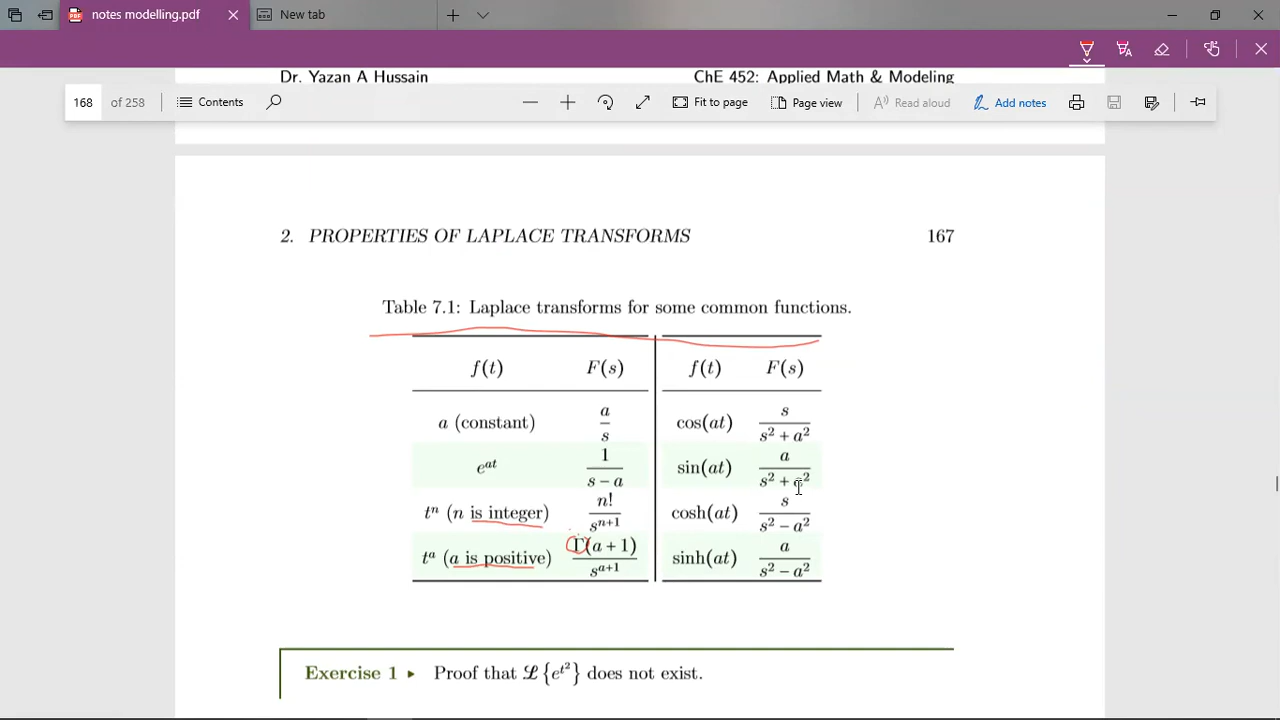 notes modelling.pdf
New tab
Dr. Yazan A Hussain ChE 452: Applied Math & Modeling
168 of 258 Contents Fit to page Page view Read aloud Add notes
2. PROPERTIES OF LAPLACE TRANSFORMS 167
Table 7.1: Laplace transforms for some common functions.
f(t) F(s) f(t) F(s)
a (constant) a/s cos(at) s/(s² + a²)
e^{at} 1/(s − a) sin(at) a/(s² + a²)
tⁿ (n is integer) n!/s^{n+1} cosh(at) s/(s² − a²)
tᵃ (a is positive) Γ(a + 1)/s^{a+1} sinh(at) a/(s² − a²)
Exercise 1 ▸ Proof that ℒ{e^{t²}} does not exist.